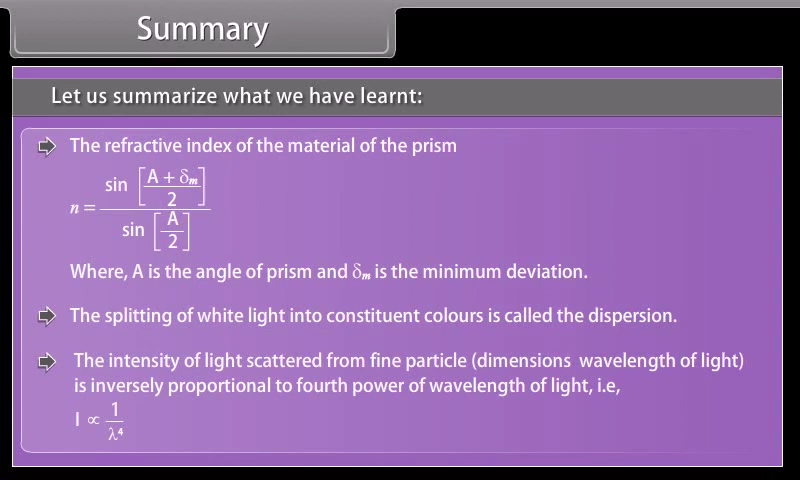 Summary
Let us summarize what we have learnt:
The refractive index of the material of the prism
n = sin [A + δm / 2] / sin [A / 2]
Where, A is the angle of prism and δm is the minimum deviation.
The splitting of white light into constituent colours is called the dispersion.
The intensity of light scattered from fine particle (dimensions wavelength of light)
is inversely proportional to fourth power of wavelength of light, i.e,
I ∝ 1 / λ⁴